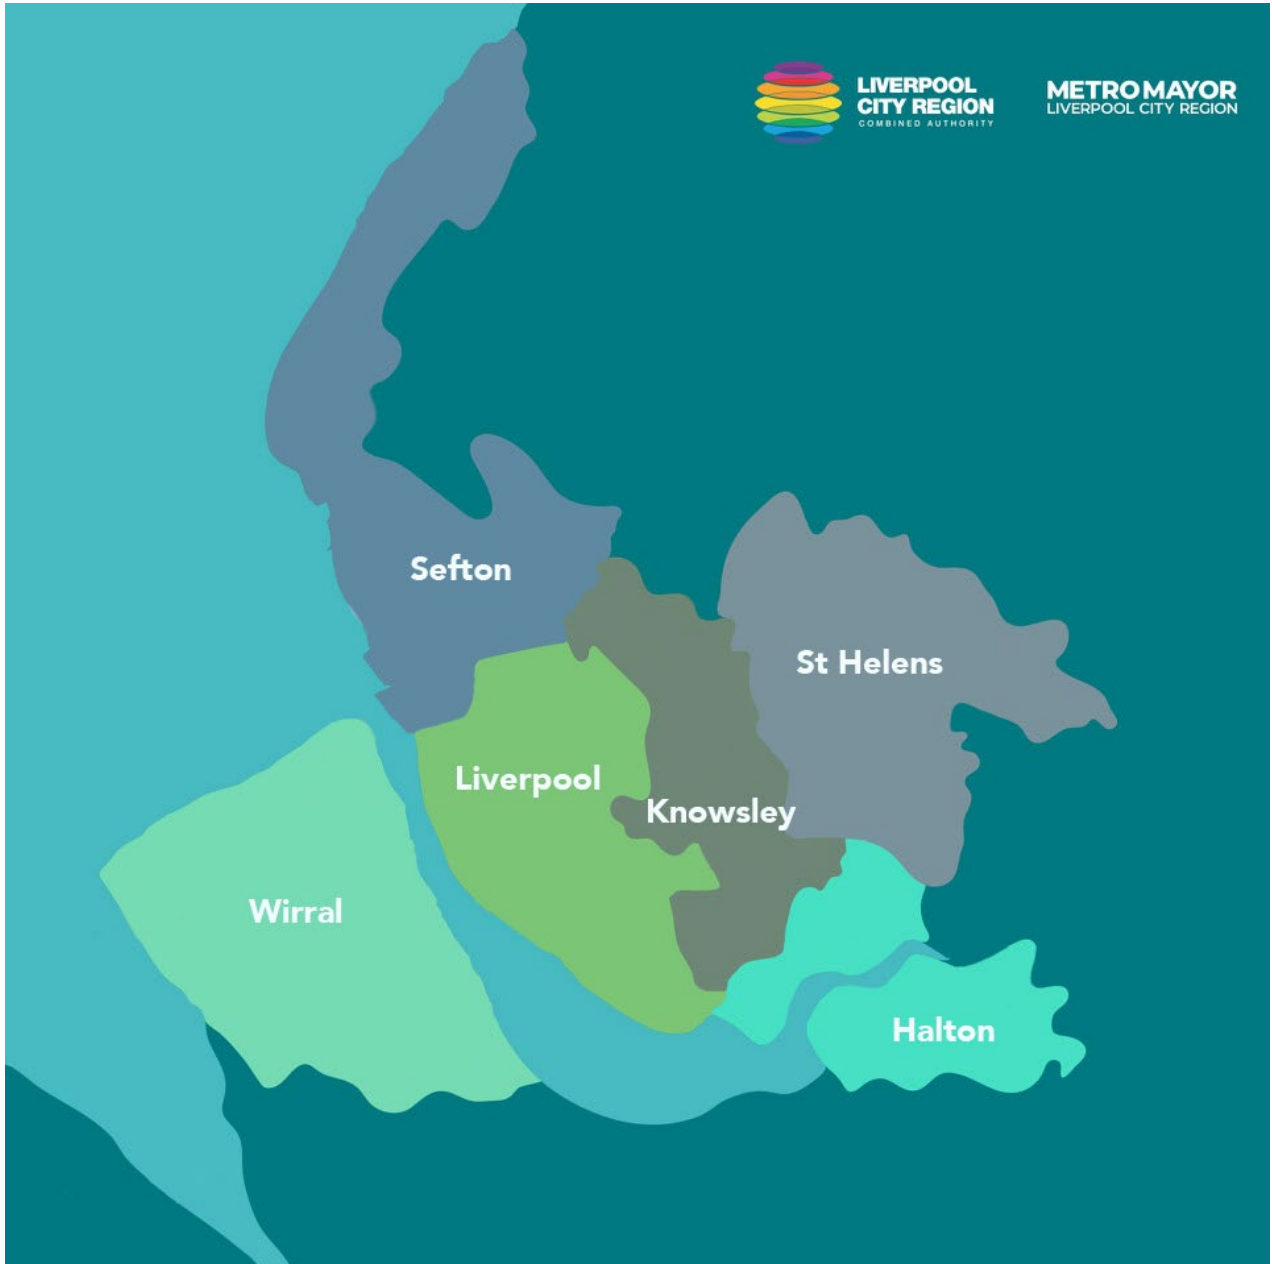 LIVERPOOL
CITY REGION
COMBINED AUTHORITY
METRO MAYOR
LIVERPOOL CITY REGION
Sefton
St Helens
Liverpool
Knowsley
Wirral
Halton